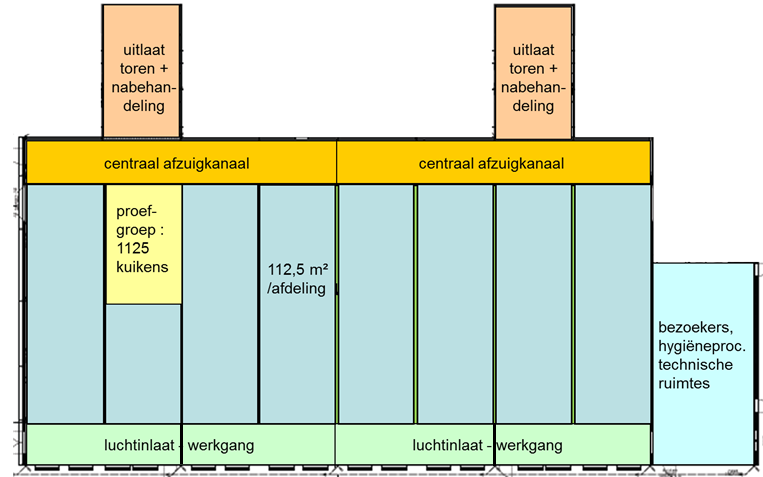 uitlaat
toren +
nabehan-
deling
uitlaat
toren +
nabehan-
deling
centraal afzuigkanaal
centraal afzuigkanaal
proef-
groep :
1125
kuikens
112,5 m²
/afdeling
bezoekers,
hygiëneproc.
technische
ruimtes
luchtinlaat - werkgang
luchtinlaat - werkgang